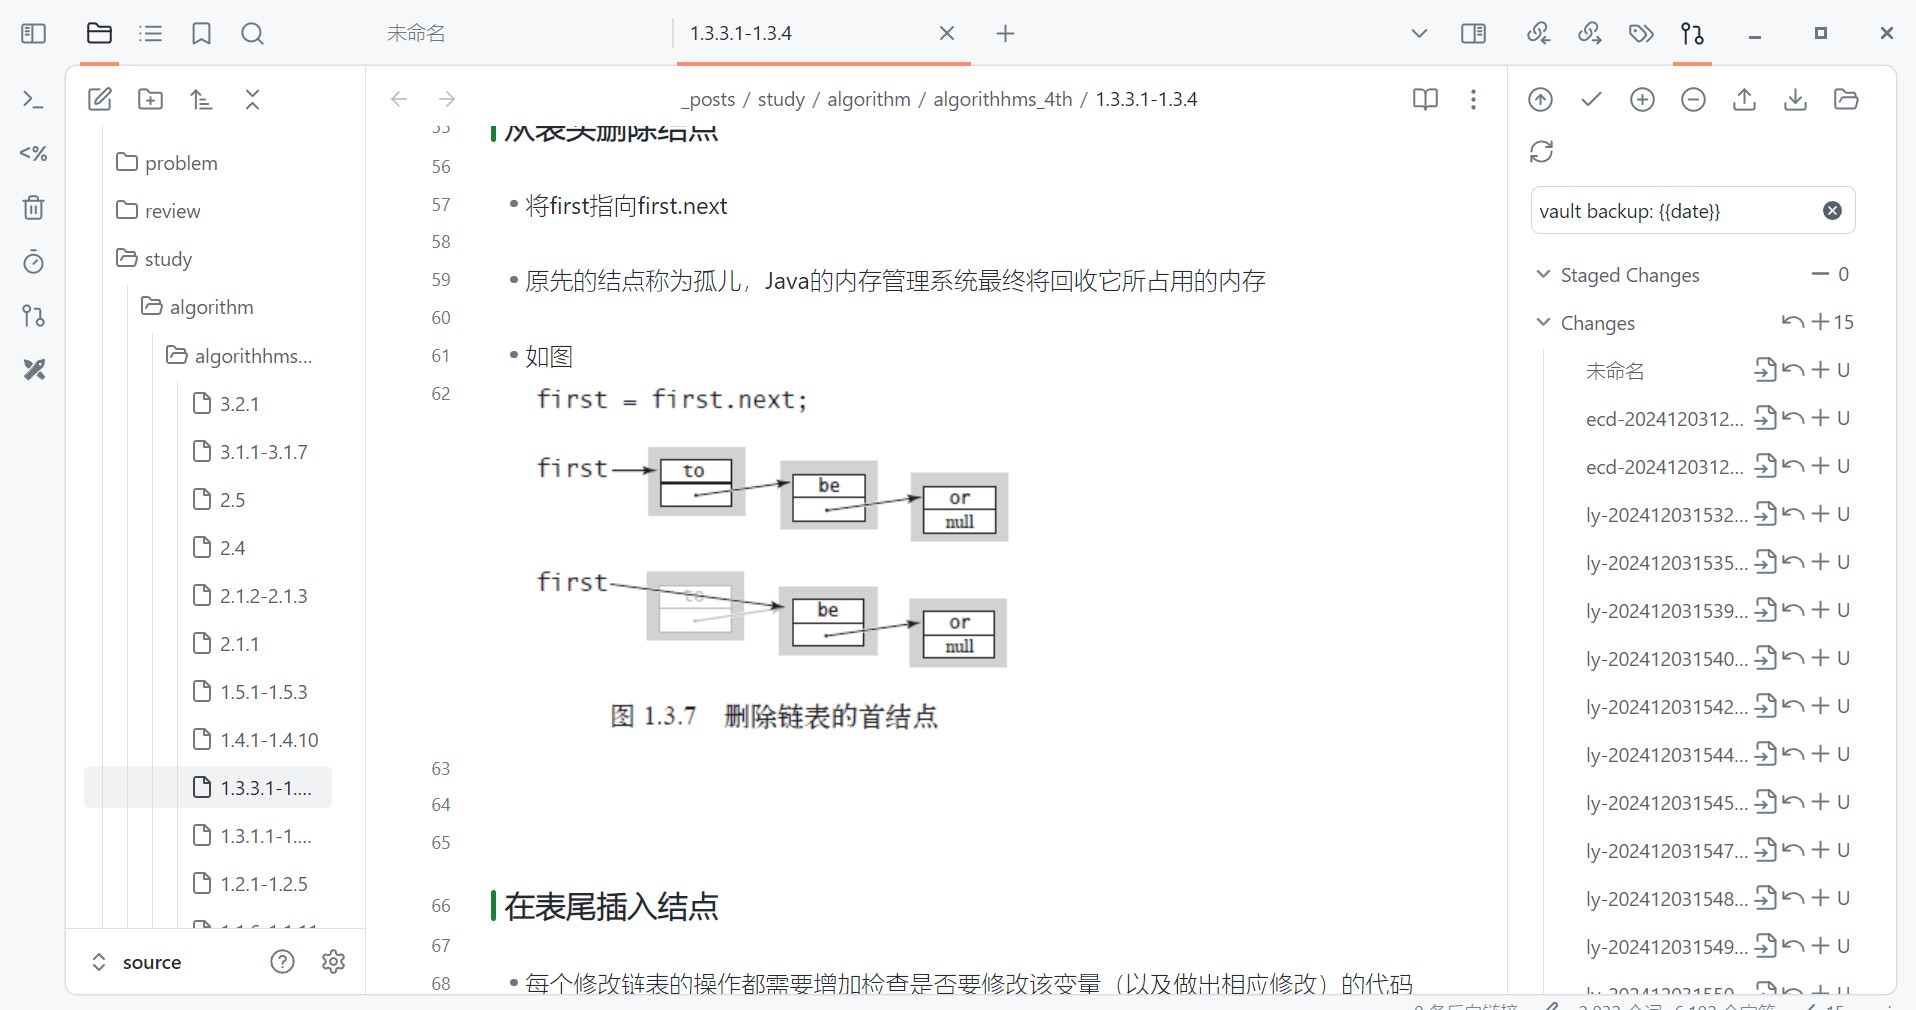 未命名
1.3.3.1-1.3.4
_posts / study / algorithm / algorithhms_4th / 1.3.3.1-1.3.4
problem
review
study
algorithm
algorithhms...
3.2.1
3.1.1-3.1.7
2.5
2.4
2.1.2-2.1.3
2.1.1
1.5.1-1.5.3
1.4.1-1.4.10
1.3.3.1-1....
1.3.1.1-1....
1.2.1-1.2.5
source
55 从表头删除结点
56
57 • 将first指向first.next
58
59 • 原先的结点称为孤儿，Java的内存管理系统最终将回收它所占用的内存
60
61 • 如图
62
first = first.next;
first
to
be
or
null
first
to
be
or
null
图 1.3.7 删除链表的首结点
63
64
65
66 在表尾插入结点
67
68 • 每个修改链表的操作都需要增加检查是否要修改该变量（以及做出相应修改）的代码
vault backup: {{date}}
Staged Changes 0
Changes 15
未命名 U
ecd-2024120312... U
ecd-2024120312... U
ly-202412031532... U
ly-202412031535... U
ly-202412031539... U
ly-202412031540... U
ly-202412031542... U
ly-202412031544... U
ly-202412031545... U
ly-202412031547... U
ly-202412031548... U
ly-202412031549... U